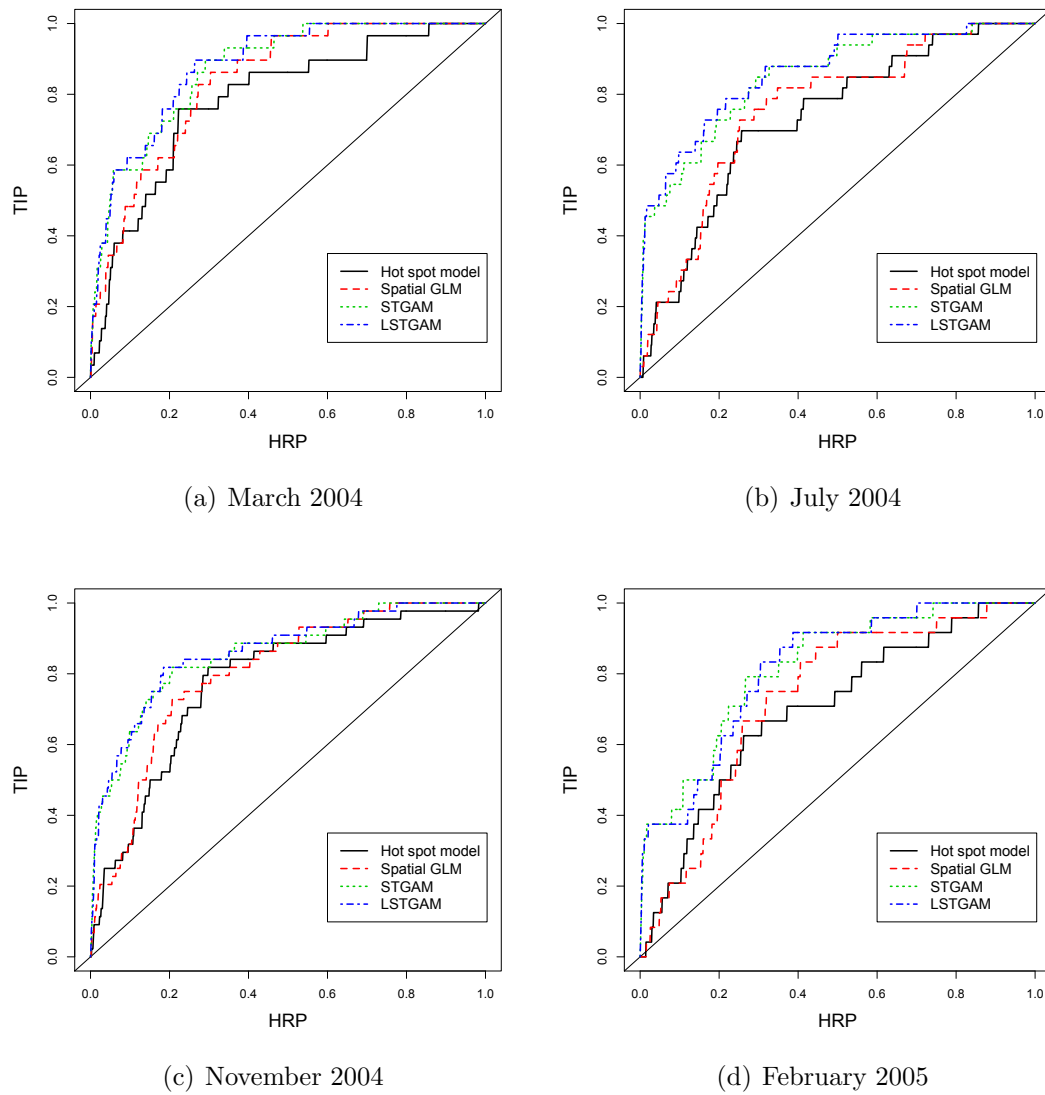 1.0
0.8
0.6
0.4
0.2
0.0
TIP
0.0 0.2 0.4 0.6 0.8 1.0
HRP
Hot spot model
Spatial GLM
STGAM
LSTGAM
(a) March 2004
1.0
0.8
0.6
0.4
0.2
0.0
TIP
0.0 0.2 0.4 0.6 0.8 1.0
HRP
Hot spot model
Spatial GLM
STGAM
LSTGAM
(b) July 2004
1.0
0.8
0.6
0.4
0.2
0.0
TIP
0.0 0.2 0.4 0.6 0.8 1.0
HRP
Hot spot model
Spatial GLM
STGAM
LSTGAM
(c) November 2004
1.0
0.8
0.6
0.4
0.2
0.0
TIP
0.0 0.2 0.4 0.6 0.8 1.0
HRP
Hot spot model
Spatial GLM
STGAM
LSTGAM
(d) February 2005